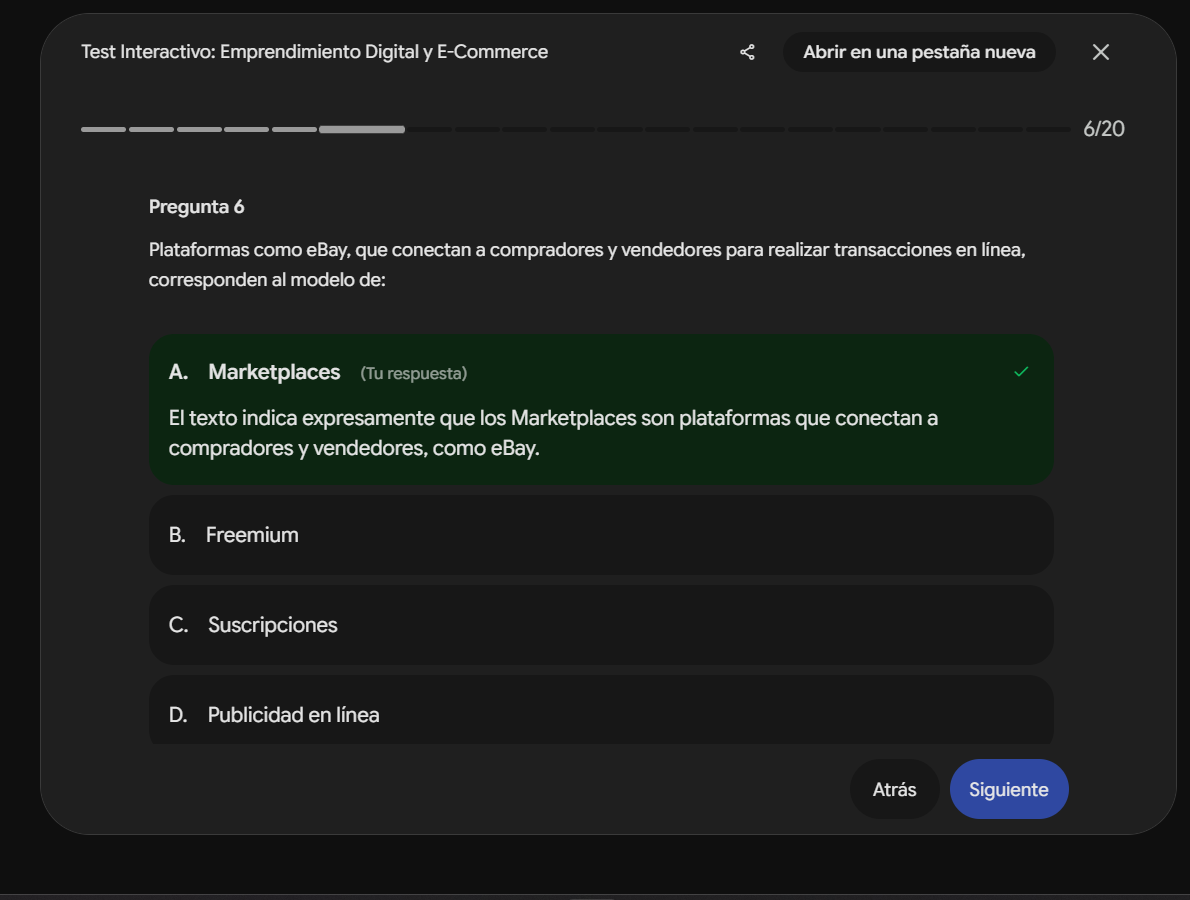 Test Interactivo: Emprendimiento Digital y E-Commerce
Abrir en una pestaña nueva
6/20
Pregunta 6
Plataformas como eBay, que conectan a compradores y vendedores para realizar transacciones en línea,
corresponden al modelo de:
A. Marketplaces (Tu respuesta)
El texto indica expresamente que los Marketplaces son plataformas que conectan a
compradores y vendedores, como eBay.
B. Freemium
C. Suscripciones
D. Publicidad en línea
Atrás
Siguiente